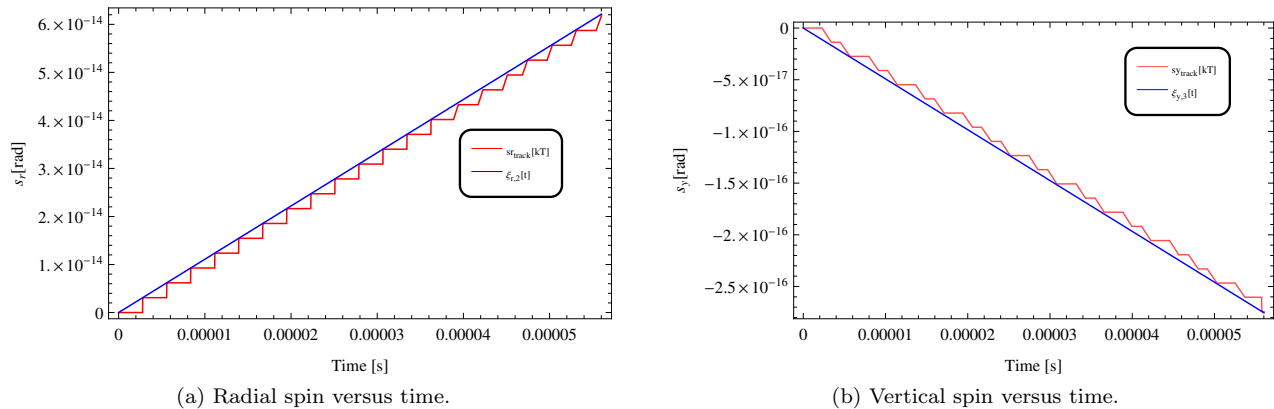 6.×10⁻¹⁴
4.×10⁻¹⁴
2.×10⁻¹⁴
1.×10⁻¹⁴
5.×10⁻¹⁴
3.×10⁻¹⁴
0
s_r[rad]
sr_track[kT]
ξ_r,2[t]
0 0.00001 0.00002 0.00003 0.00004 0.00005
Time [s]
(a) Radial spin versus time.
0
−5.×10⁻¹⁷
−1.×10⁻¹⁶
−1.5×10⁻¹⁶
−2.×10⁻¹⁶
−2.5×10⁻¹⁶
s_y[rad]
sy_track[kT]
ξ_y,3[t]
0 0.00001 0.00002 0.00003 0.00004 0.00005
Time [s]
(b) Vertical spin versus time.